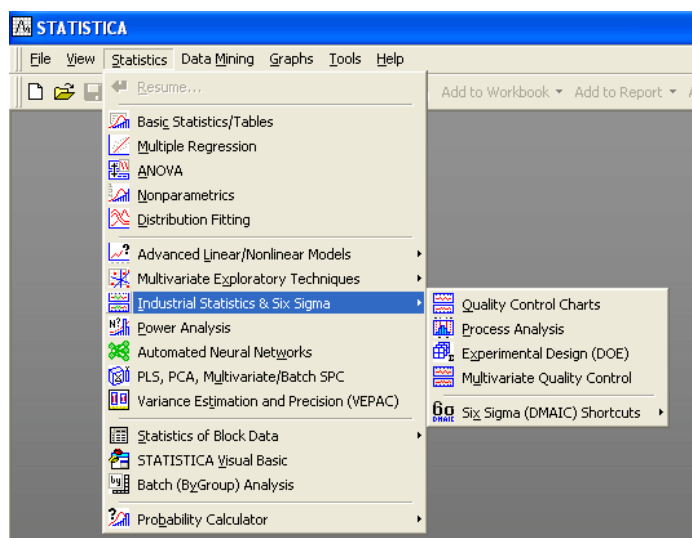 STATISTICA
File View Statistics Data Mining Graphs Tools Help
Resume...
Add to Workbook Add to Report
Basic Statistics/Tables
Multiple Regression
ANOVA
Nonparametrics
Distribution Fitting
Advanced Linear/Nonlinear Models
Multivariate Exploratory Techniques
Industrial Statistics & Six Sigma
Quality Control Charts
Power Analysis
Process Analysis
Automated Neural Networks
Experimental Design (DOE)
PLS, PCA, Multivariate/Batch SPC
Multivariate Quality Control
Variance Estimation and Precision (VEPAC)
6σ DMAIC Six Sigma (DMAIC) Shortcuts
Statistics of Block Data
STATISTICA Visual Basic
Batch (ByGroup) Analysis
Probability Calculator